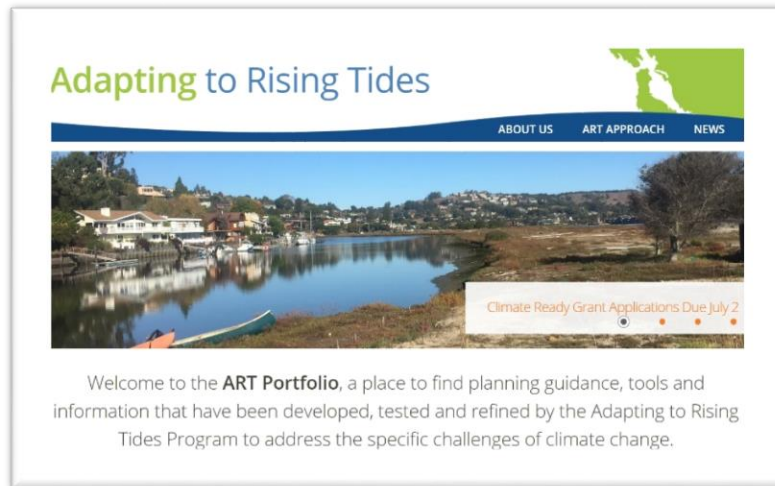 Adapting to Rising Tides
ABOUT US ART APPROACH NEWS
Climate Ready Grant Applications Due July 2
Welcome to the ART Portfolio, a place to find planning guidance, tools and
information that have been developed, tested and refined by the Adapting to Rising
Tides Program to address the specific challenges of climate change.